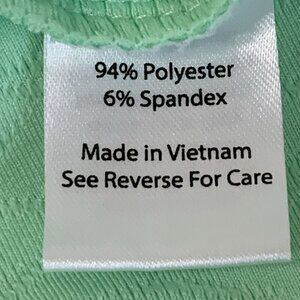 94% Polyester
6% Spandex
Made in Vietnam
See Reverse For Care